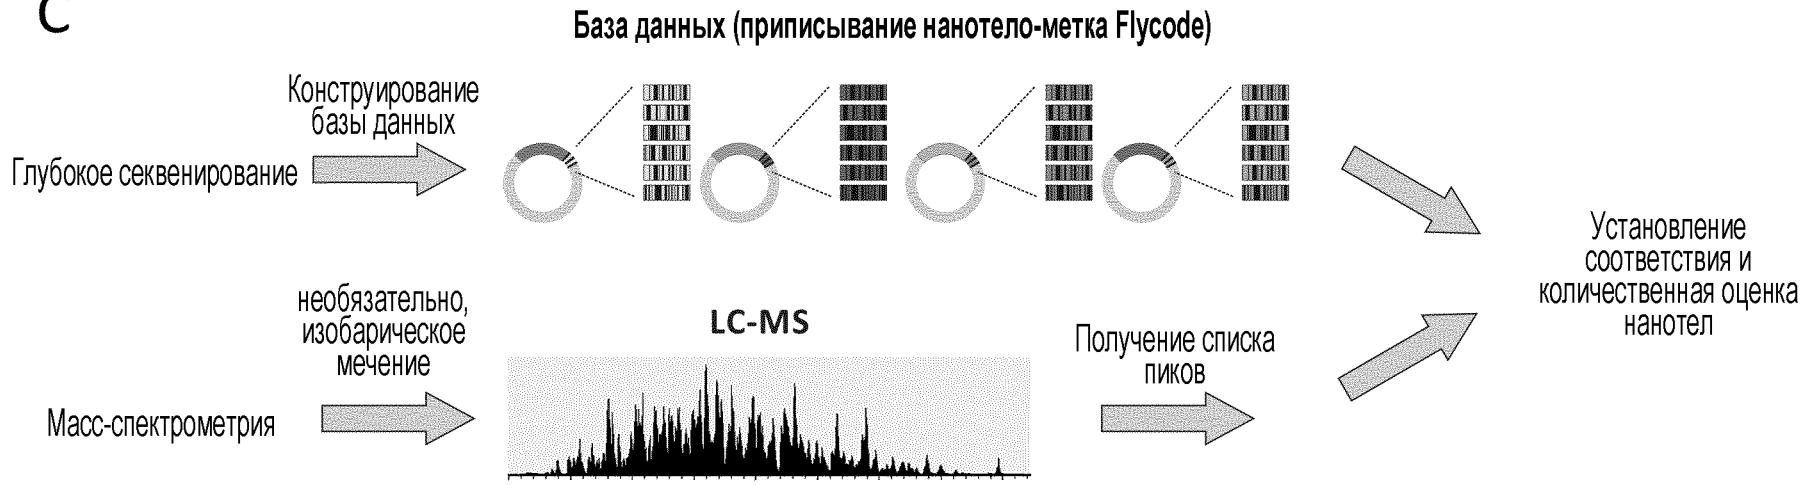 C
База данных (приписывание нанотело-метка Flycode)
Конструирование
базы данных
Глубокое секвенирование
Установление
соответствия и
количественная оценка
нанотел
необязательно,
изобарическое
мечение
LC-MS
Получение списка
пиков
Масс-спектрометрия